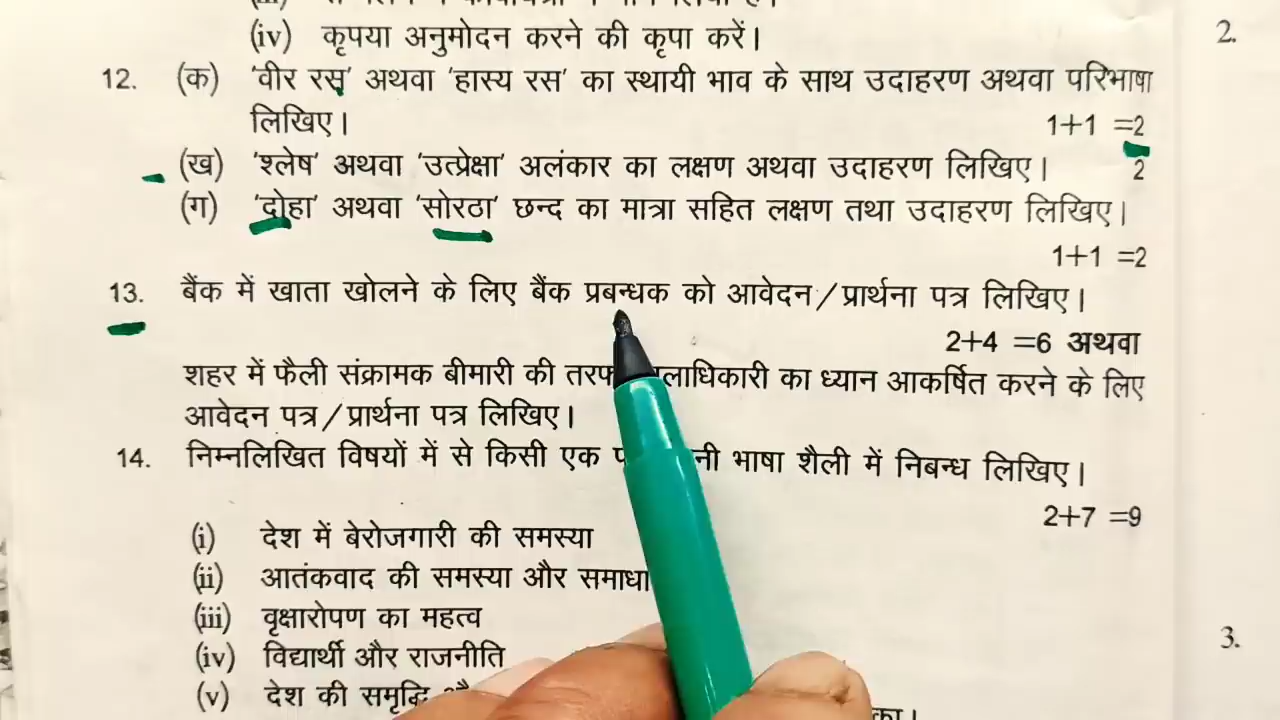 (iv) कृपया अनुमोदन करने की कृपा करें।
2.
12. (क) 'वीर रस' अथवा 'हास्य रस' का स्थायी भाव के साथ उदाहरण अथवा परिभाषा
लिखिए। 1+1 =2
(ख) 'श्लेष' अथवा 'उत्प्रेक्षा' अलंकार का लक्षण अथवा उदाहरण लिखिए। 2
(ग) 'दोहा' अथवा 'सोरठा' छन्द का मात्रा सहित लक्षण तथा उदाहरण लिखिए।
1+1 =2
13. बैंक में खाता खोलने के लिए बैंक प्रबन्धक को आवेदन/प्रार्थना पत्र लिखिए।
2+4 =6 अथवा
शहर में फैली संक्रामक बीमारी की का ध्यान आकर्षित करने के लिए
आवेदन पत्र/प्रार्थना पत्र लिखिए।
14. निम्नलिखित विषयों में से किसी एक भाषा शैली में निबन्ध लिखिए।
2+7 =9
(i) देश में बेरोजगारी की समस्या
(ii) आतंकवाद की समस्या और
(iii) वृक्षारोपण का महत्व
3.
(iv) विद्यार्थी और राजनीति
(v) देश की समृद्धि